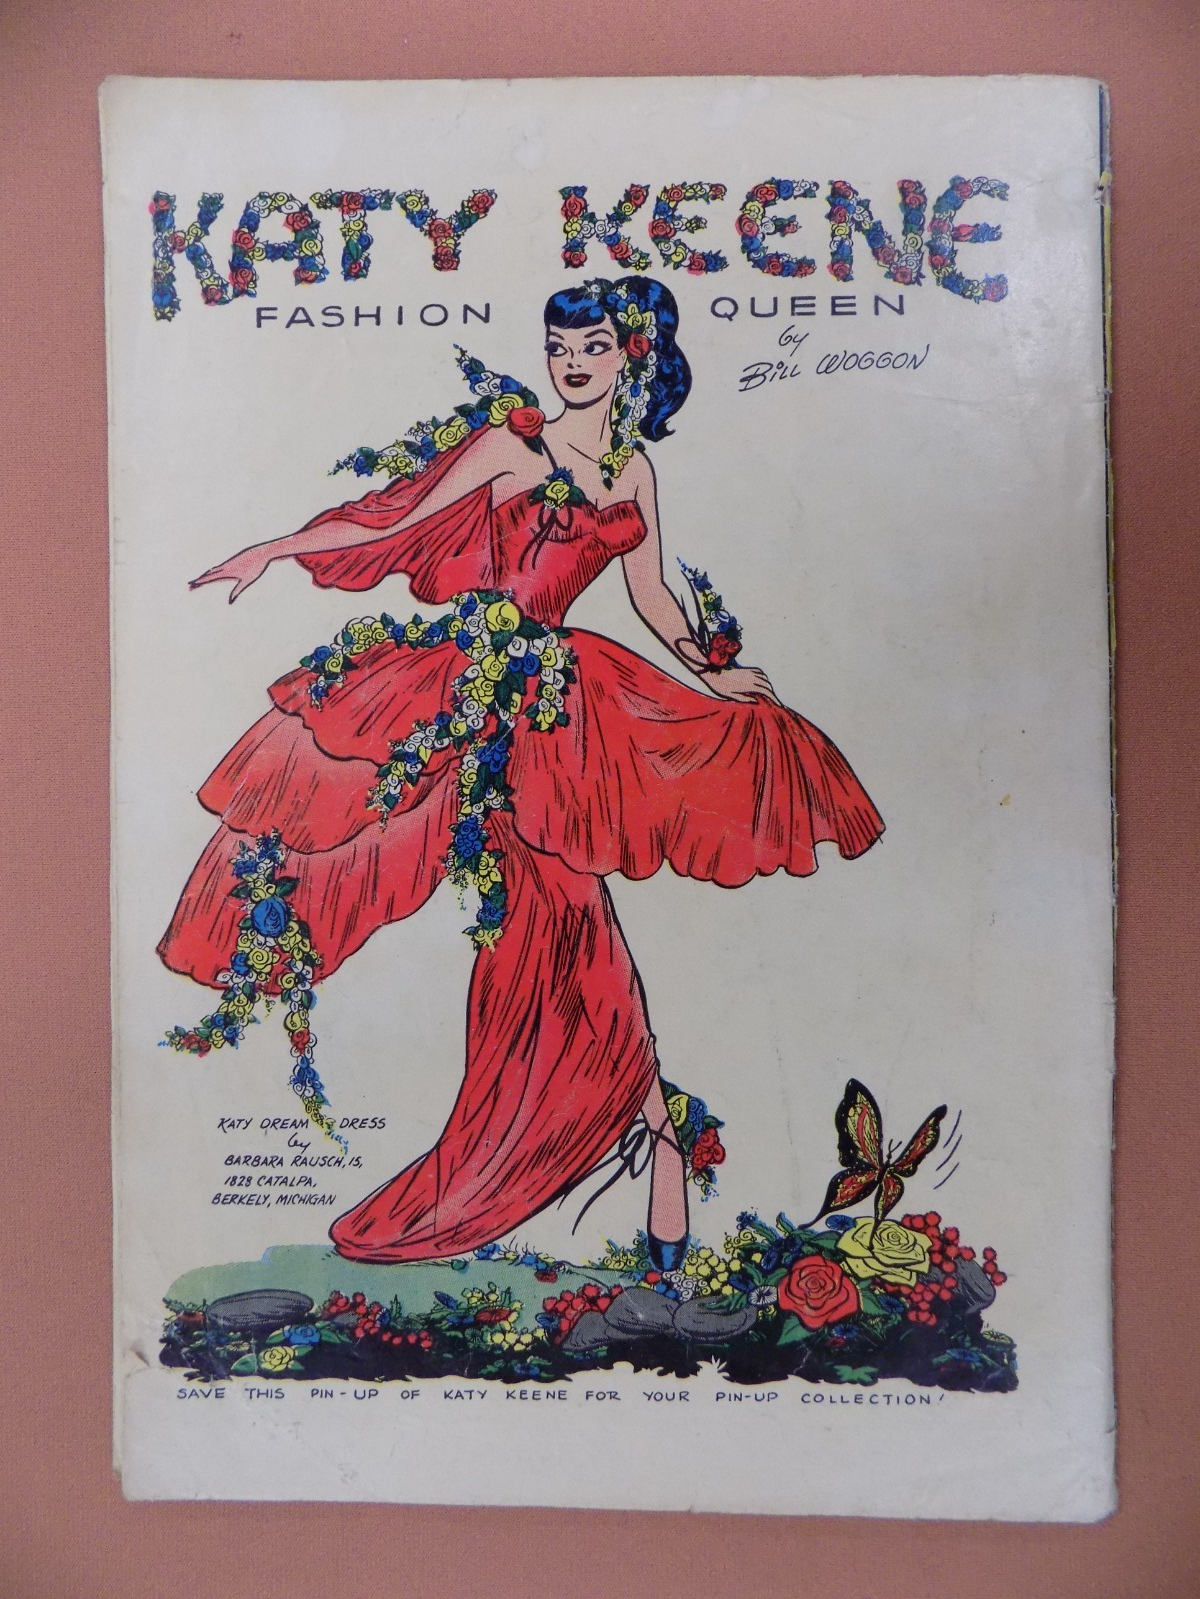 KATY KEENE
FASHION QUEEN
by
BILL WOGGON
KATY DREAM DRESS
by
BARBARA RAUSCH, 15,
1828 CATALPA,
BERKELY, MICHIGAN
SAVE THIS PIN-UP OF KATY KEENE FOR YOUR PIN-UP COLLECTION!